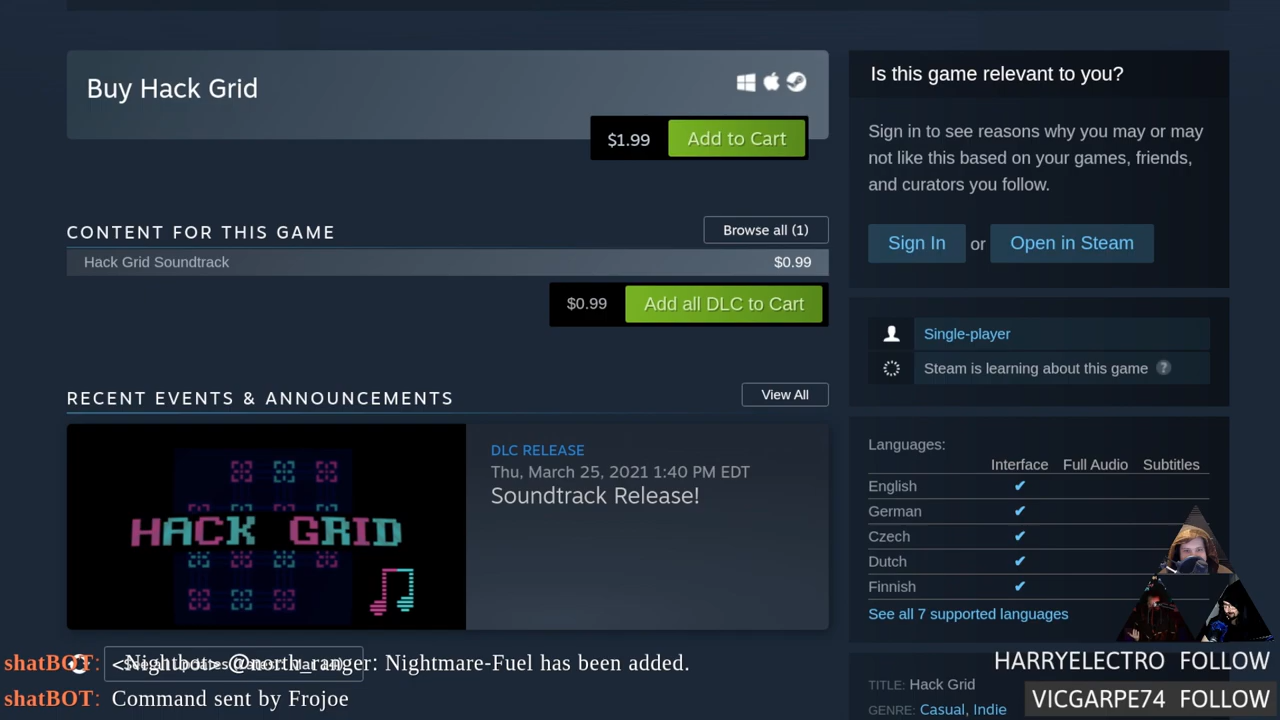 Buy Hack Grid
$1.99
Add to Cart
CONTENT FOR THIS GAME
Browse all (1)
Hack Grid Soundtrack
$0.99
$0.99
Add all DLC to Cart
RECENT EVENTS & ANNOUNCEMENTS
View All
HACK GRID
DLC RELEASE
Thu, March 25, 2021 1:40 PM EDT
Soundtrack Release!
Is this game relevant to you?
Sign in to see reasons why you may or may
not like this based on your games, friends,
and curators you follow.
Sign In or Open in Steam
Single-player
Steam is learning about this game ?
Languages:
Interface Full Audio Subtitles
English ✔
German ✔
Czech ✔
Dutch ✔
Finnish ✔
See all 7 supported languages
TITLE: Hack Grid
GENRE: Casual, Indie
shatBOT: <Nightbot> @north_ranger: Nightmare-Fuel has been added.
shatBOT: Command sent by Frojoe
HARRYELECTRO FOLLOW
VICGARPE74 FOLLOW